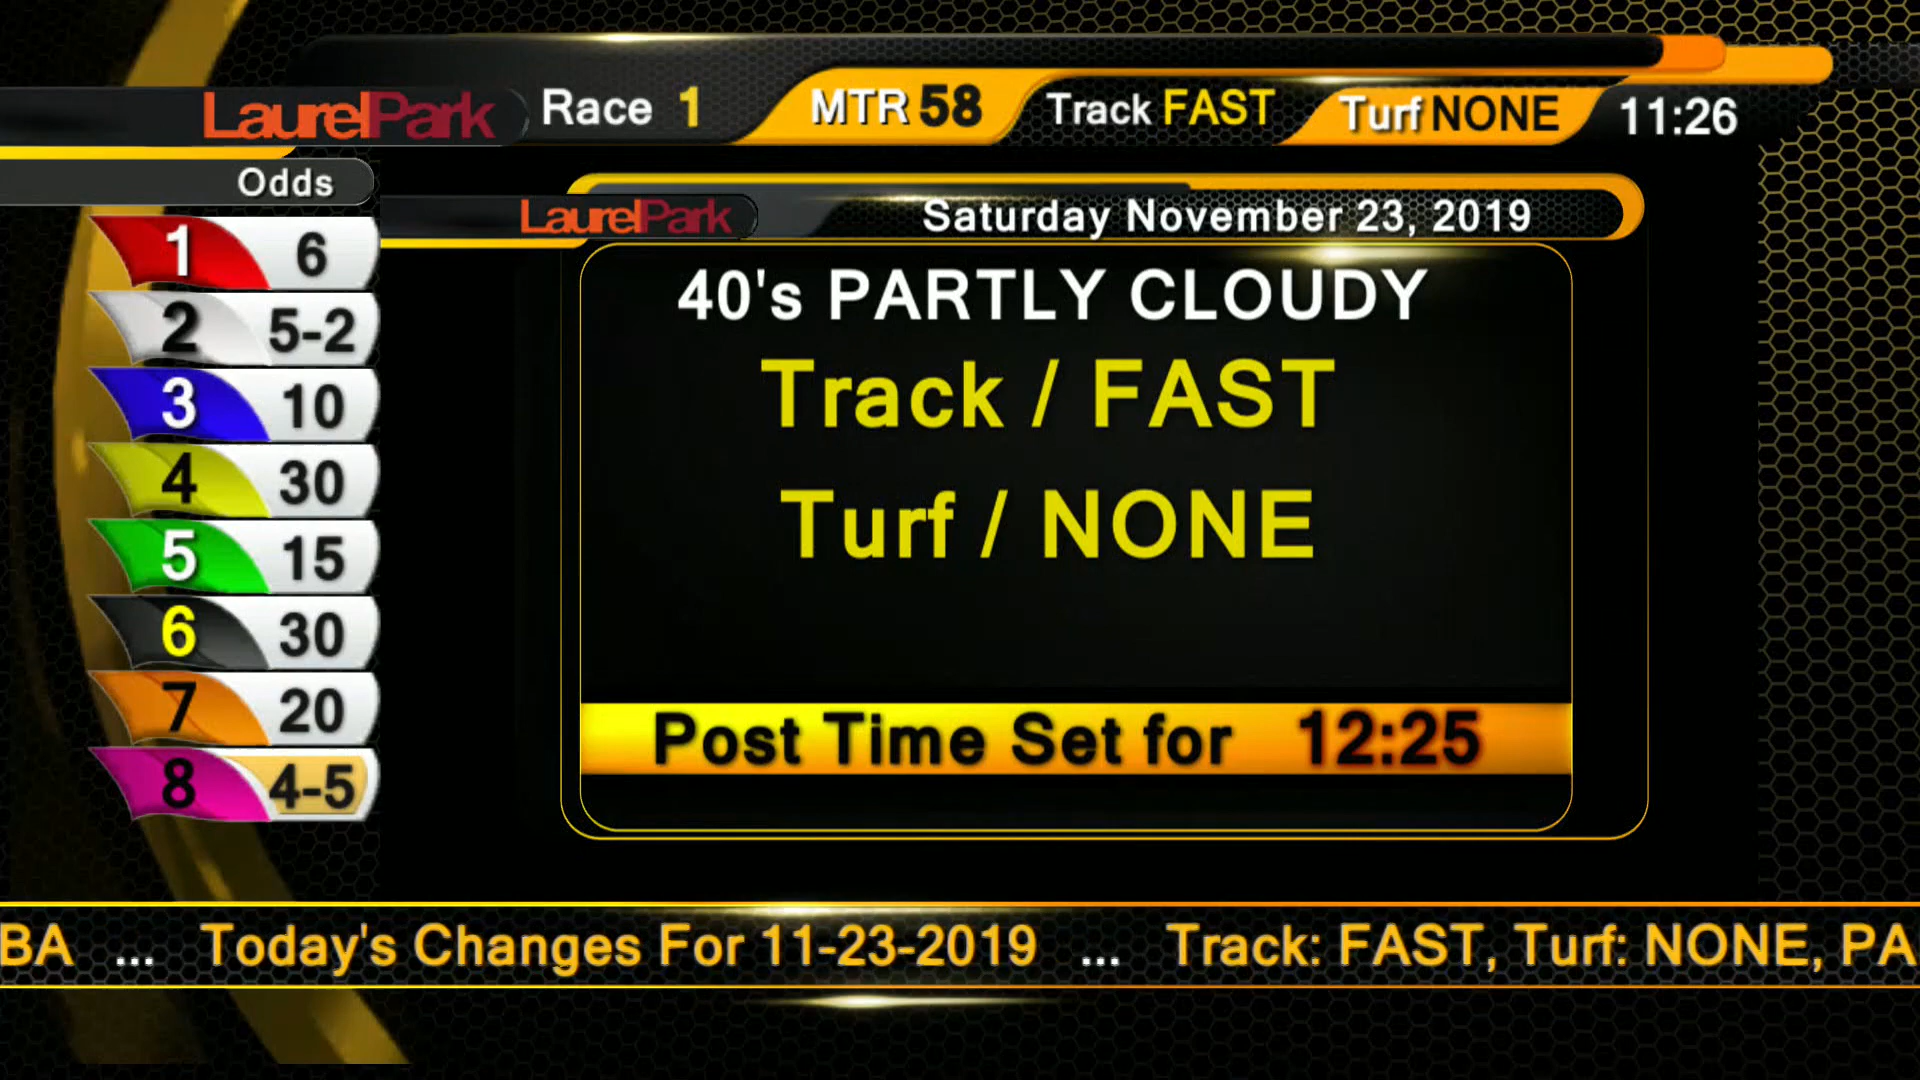 LaurelPark Race 1 MTR 58 Track FAST Turf NONE 11:26
Odds
1 6
2 5-2
3 10
4 30
5 15
6 30
7 20
8 4-5
LaurelPark Saturday November 23, 2019
40's PARTLY CLOUDY
Track / FAST
Turf / NONE
Post Time Set for 12:25
BA ... Today's Changes For 11-23-2019 ... Track: FAST, Turf: NONE, PA